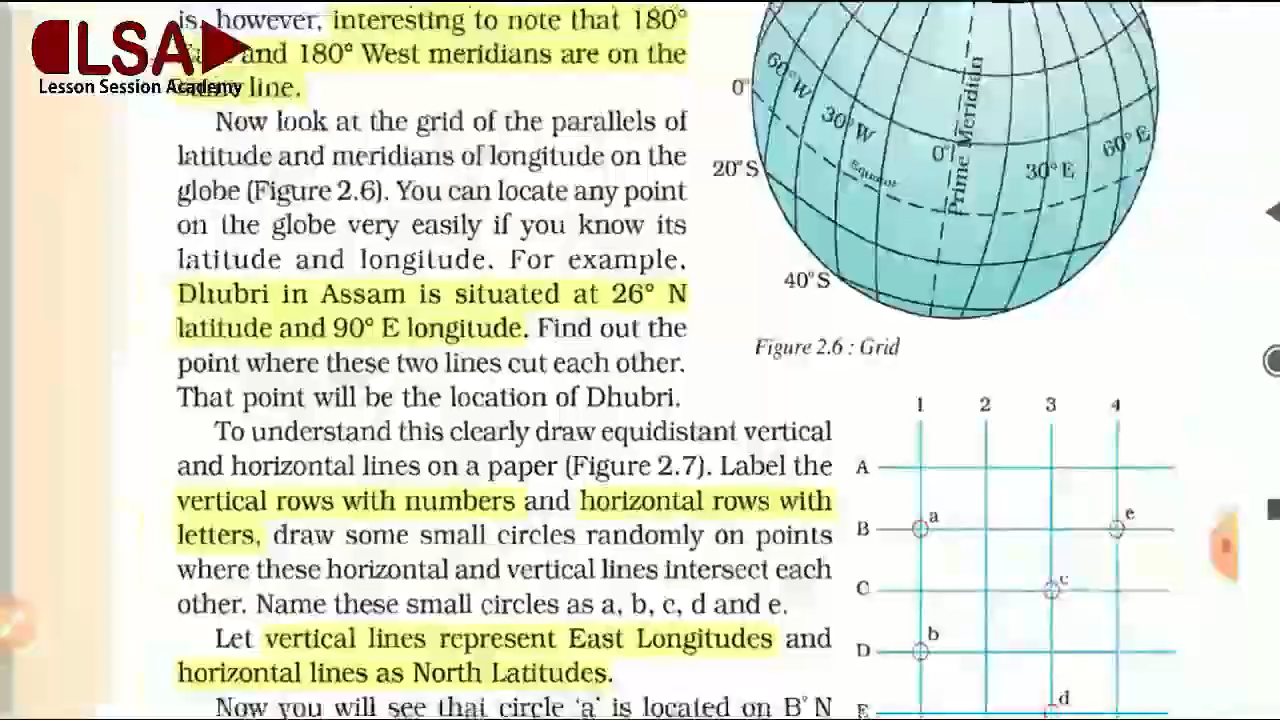 is, however, interesting to note that 180°
and 180° West meridians are on the
line.
LSA
Lesson Session Academy
Now look at the grid of the parallels of
latitude and meridians of longitude on the
globe (Figure 2.6). You can locate any point
on the globe very easily if you know its
latitude and longitude. For example,
Dhubri in Assam is situated at 26° N
latitude and 90° E longitude. Find out the
point where these two lines cut each other.
That point will be the location of Dhubri.
To understand this clearly draw equidistant vertical
and horizontal lines on a paper (Figure 2.7). Label the
vertical rows with numbers and horizontal rows with
letters, draw some small circles randomly on points
where these horizontal and vertical lines intersect each
other. Name these small circles as a, b, c, d and e.
Let vertical lines represent East Longitudes and
horizontal lines as North Latitudes.
Now you will see that circle 'a' is located on B° N
0°
20°S
40°S
60°W
30°W
0°
Prime Meridian
30°E
60°E
Equator
Figure 2.6 : Grid
1 2 3 4
A
B a e
C c
D b
E d